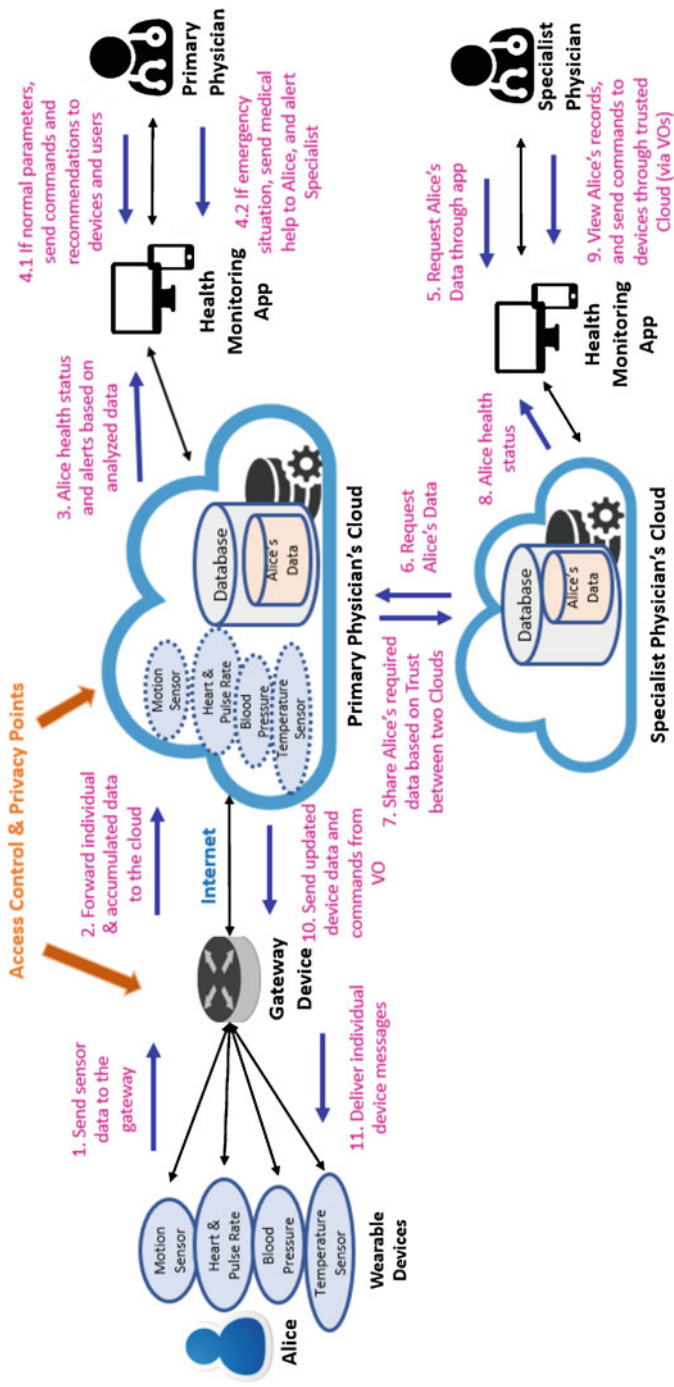 Access Control & Privacy Points
1. Send sensor
data to the
gateway
2. Forward individual
& accumulated data
to the cloud
3. Alice health status
and alerts based on
analyzed data
4.1 If normal parameters,
send commands and
recommendations to
devices and users
Alice
Motion
Sensor
Heart &
Pulse Rate
Blood
Pressure
Temperature
Sensor
Wearable
Devices
Gateway
Device
Internet
Motion
Sensor
Heart &
Pulse Rate
Blood
Pressure
Temperature
Sensor
Database
Alice's
Data
Primary Physician's Cloud
Health
Monitoring
App
Primary
Physician
4.2 If emergency
situation, send medical
help to Alice, and alert
Specialist
11. Deliver individual
device messages
10. Send updated
device data and
commands from
VO
7. Share Alice's required
data based on Trust
between two Clouds
6. Request
Alice's Data
5. Request Alice's
Data through app
8. Alice health
status
Database
Alice's
Data
Specialist Physician's Cloud
Health
Monitoring
App
Specialist
Physician
9. View Alice's records,
and send commands to
devices through trusted
Cloud (via VOs)